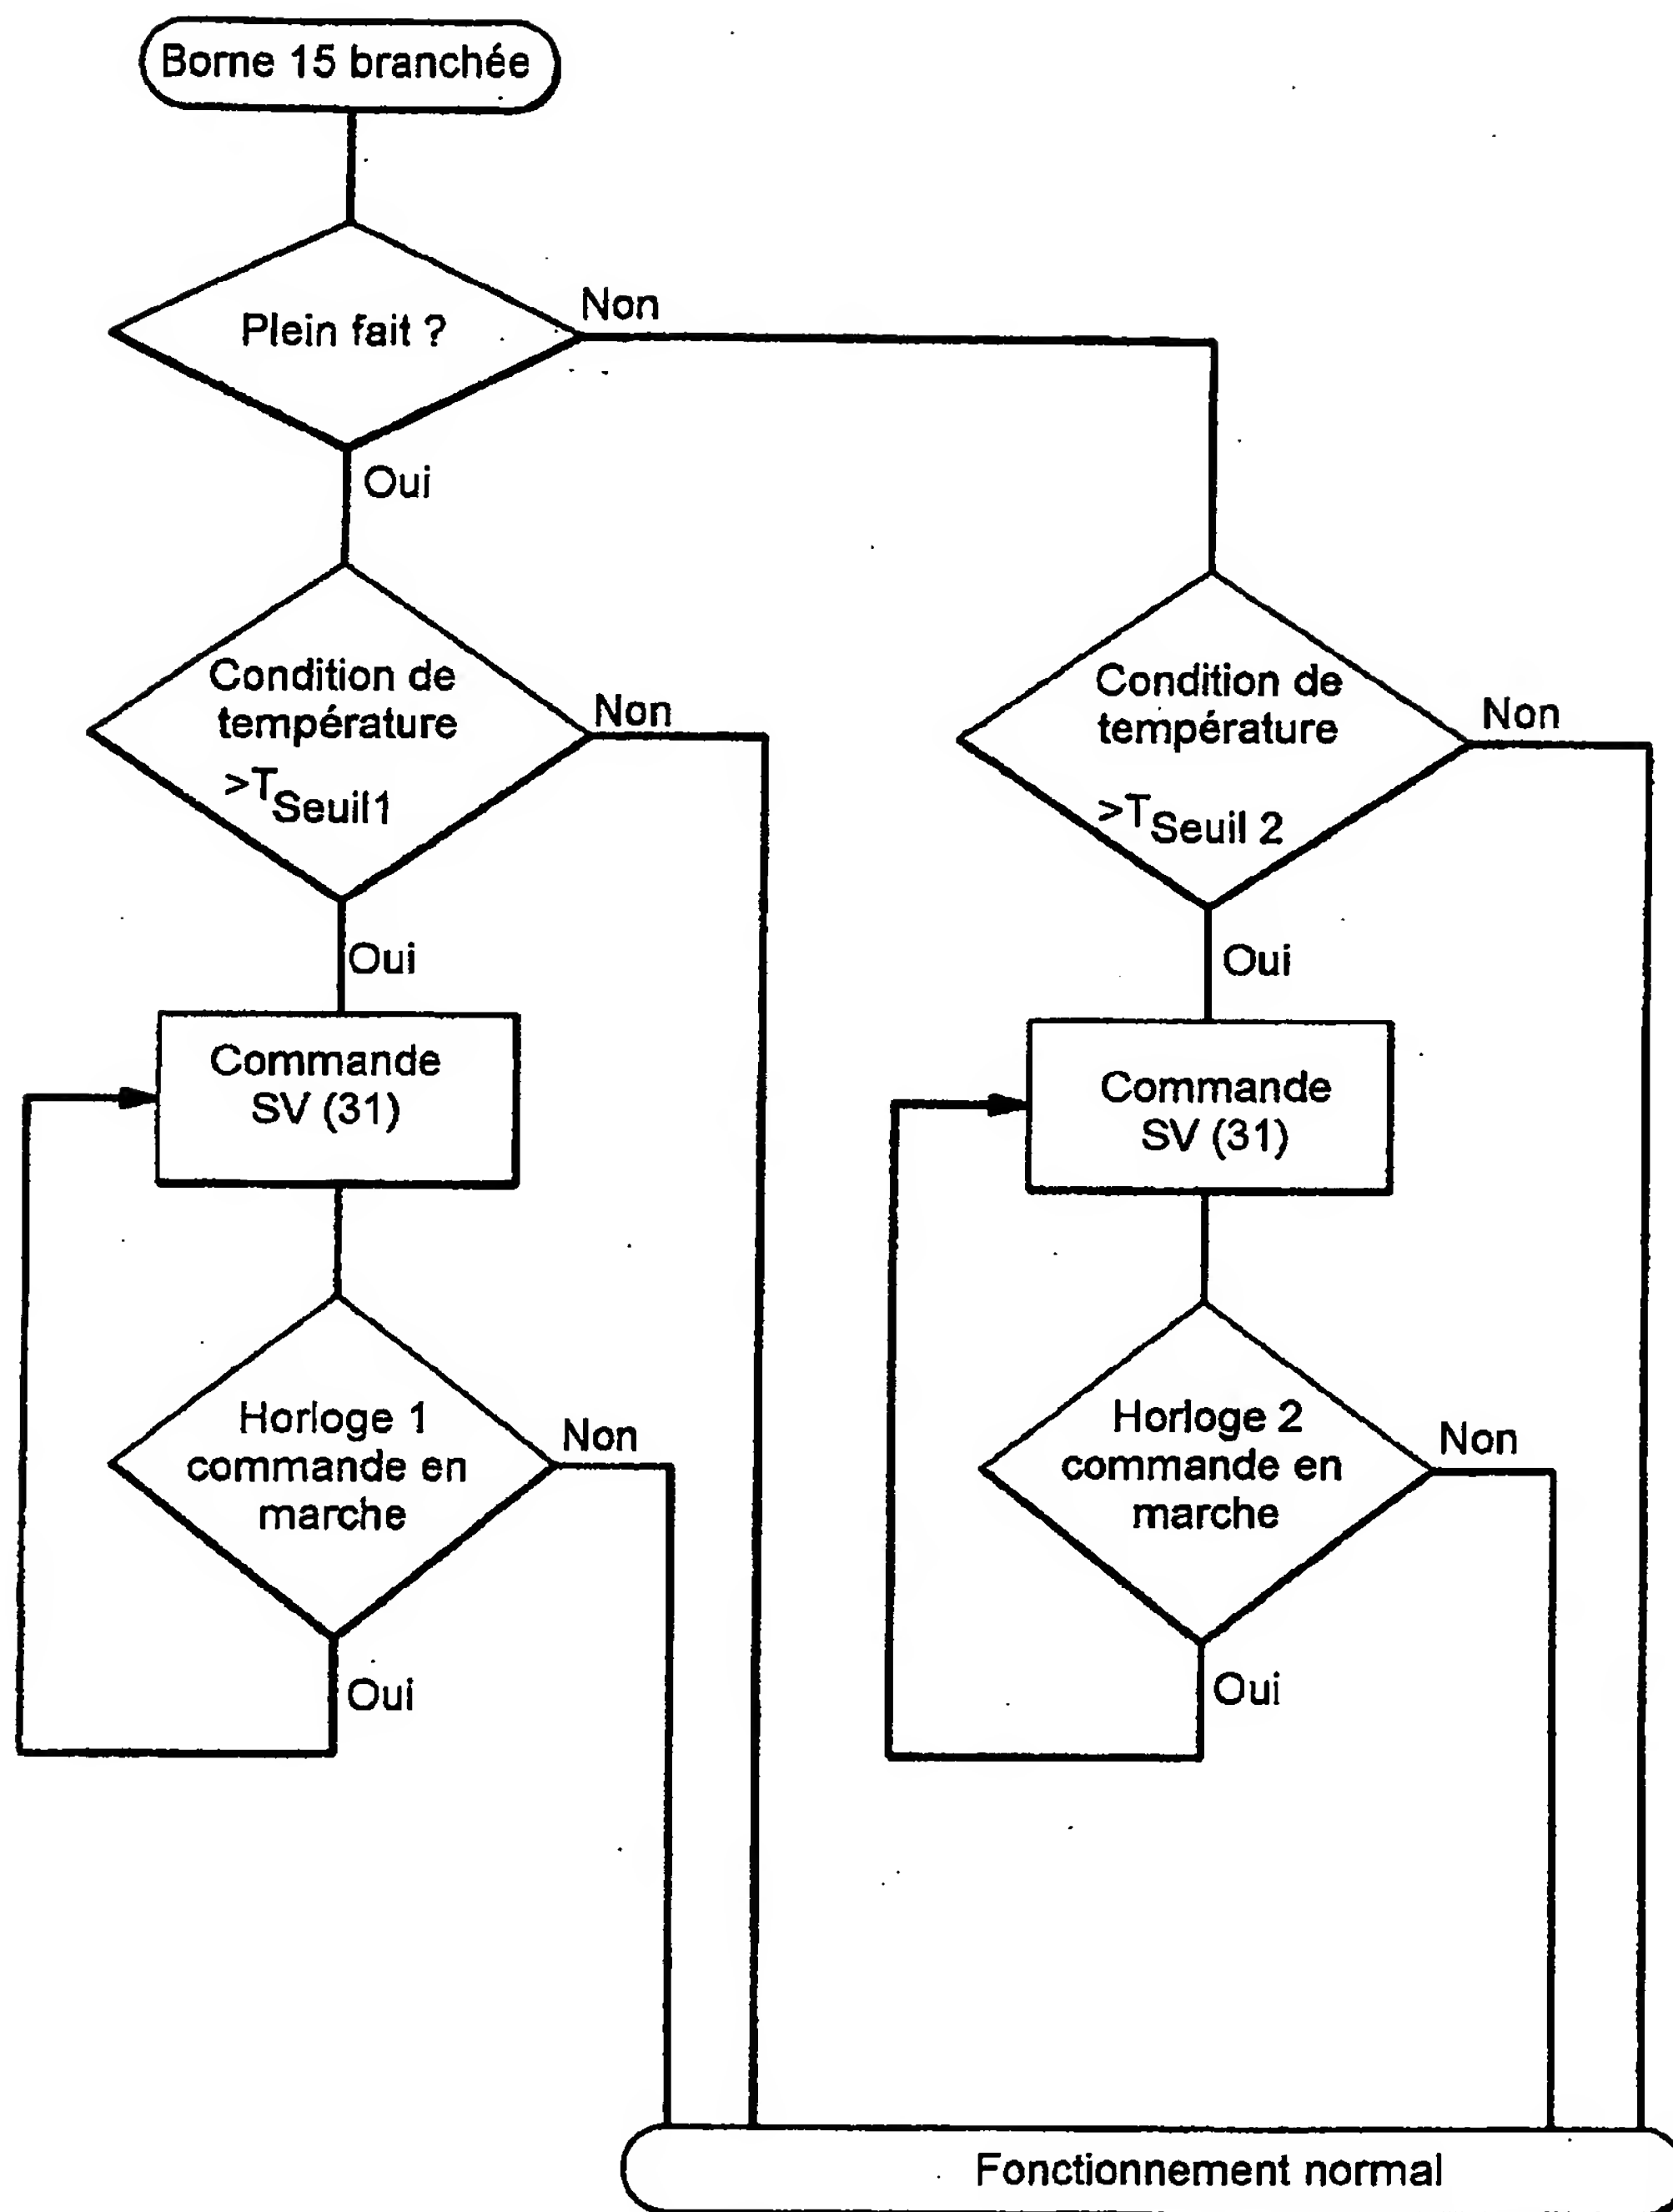 Borne 15 branchée
Plein fait ?
Non
Oui
Condition de
température
>TSeuil1
Non
Oui
Commande
SV (31)
Horloge 1
commande en
marche
Non
Oui
Condition de
température
>TSeuil 2
Non
Oui
Commande
SV (31)
Horloge 2
commande en
marche
Non
Oui
Fonctionnement normal